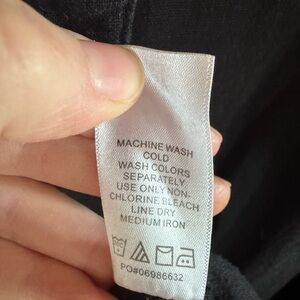 MACHINE WASH
COLD
WASH COLORS
SEPARATELY
USE ONLY NON-
CHLORINE BLEACH
LINE DRY
MEDIUM IRON
PO#06986632